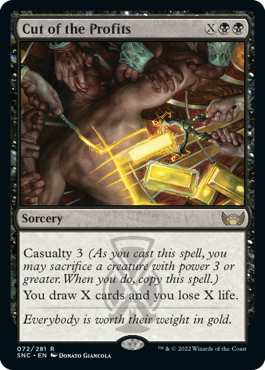 Cut of the Profits XBB
Sorcery
Casualty 3 (As you cast this spell, you
may sacrifice a creature with power 3 or
greater. When you do, copy this spell.)
You draw X cards and you lose X life.
Everybody is worth their weight in gold.
072/281 R
SNC • EN DONATO GIANCOLA
™ & © 2022 Wizards of the Coast